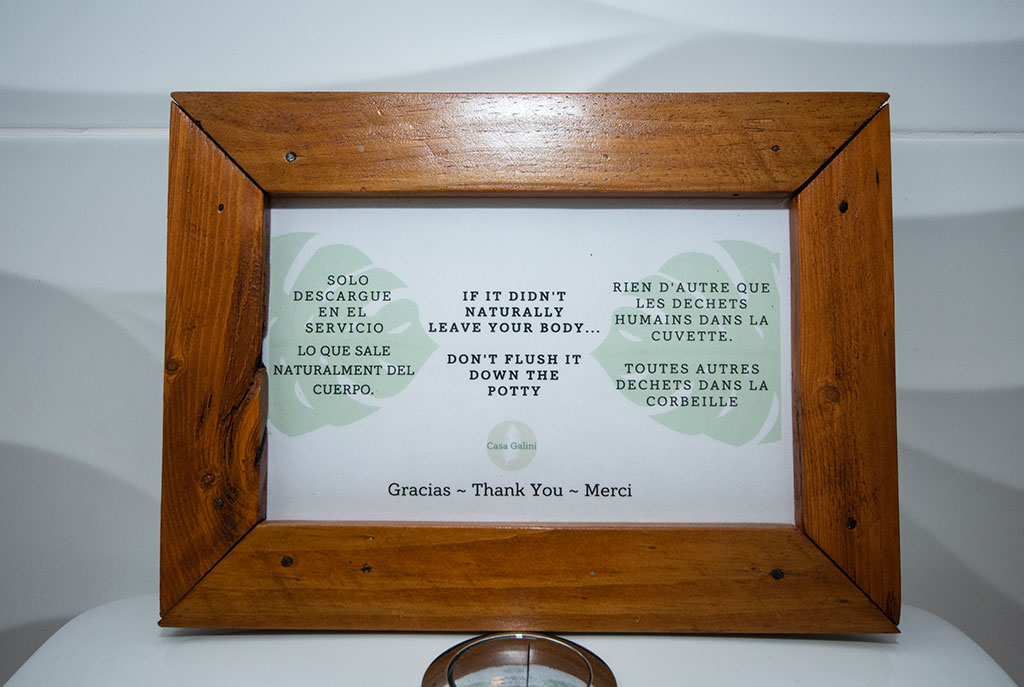 SOLO
DESCARGUE
EN EL
SERVICIO
LO QUE SALE
NATURALMENT DEL
CUERPO.
IF IT DIDN'T
NATURALLY
LEAVE YOUR BODY...
DON'T FLUSH IT
DOWN THE
POTTY
RIEN D'AUTRE QUE
LES DECHETS
HUMAINS DANS LA
CUVETTE.
TOUTES AUTRES
DECHETS DANS LA
CORBEILLE
Casa Galini
Gracias ~ Thank You ~ Merci